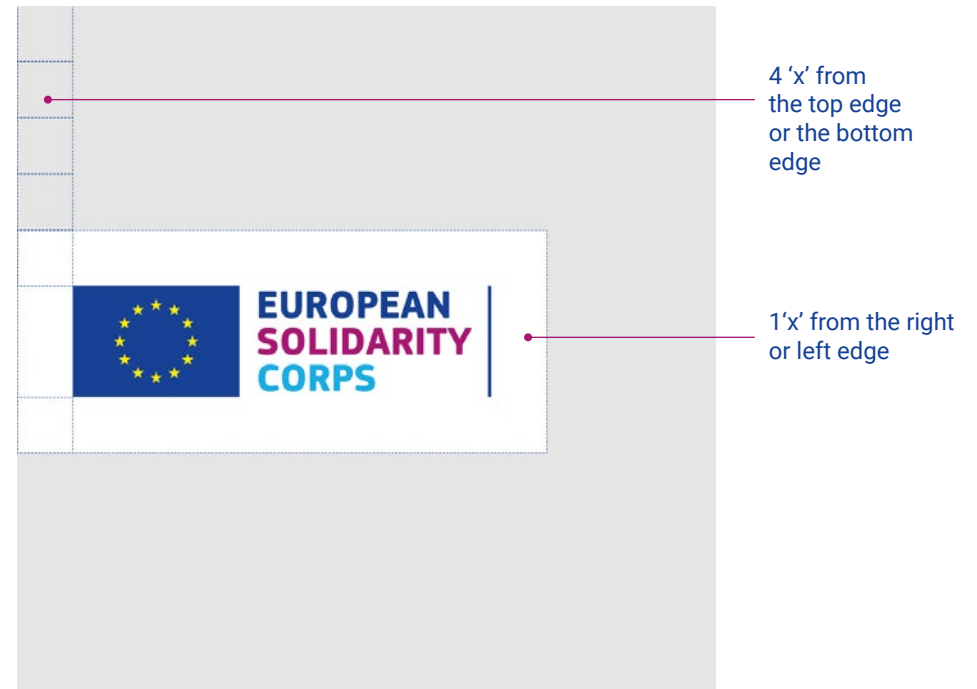 4 ‘x’ from
the top edge
or the bottom
edge
EUROPEAN
SOLIDARITY
CORPS
1‘x’ from the right
or left edge